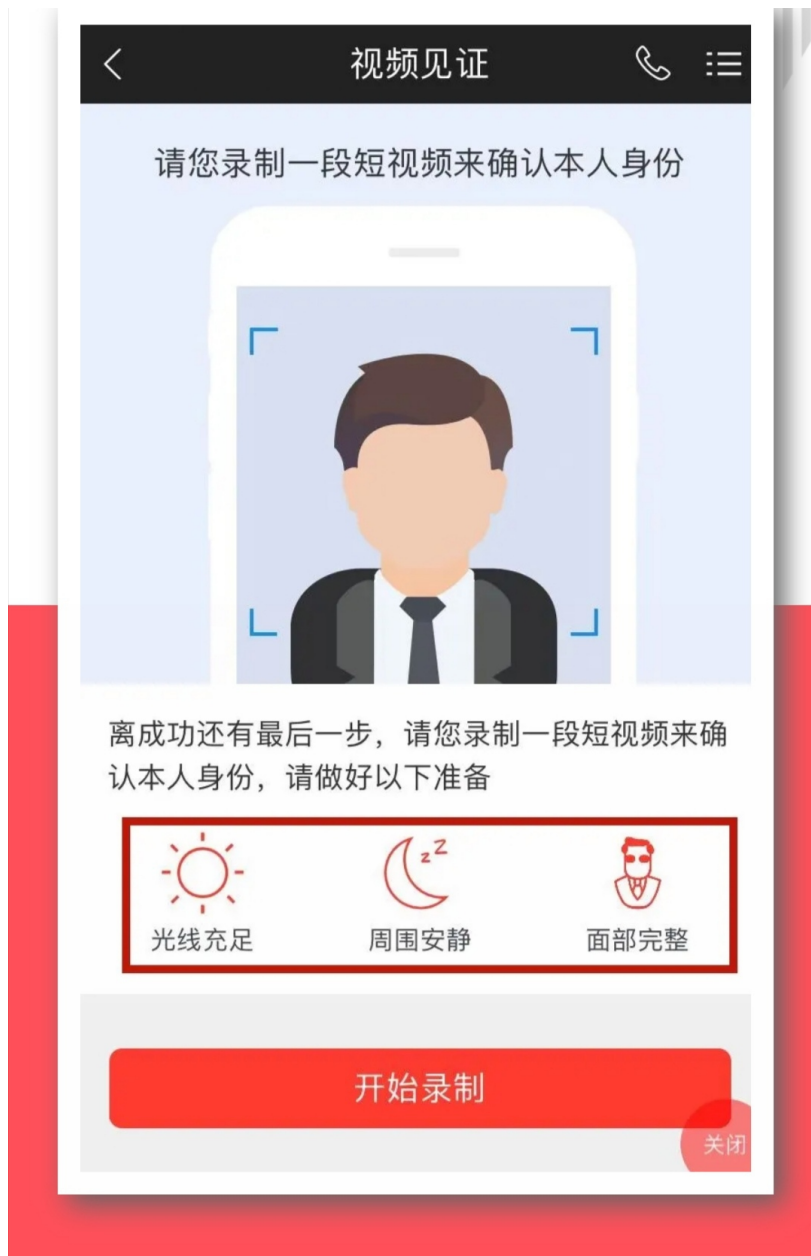 视频见证
请您录制一段短视频来确认本人身份
离成功还有最后一步，请您录制一段短视频来确
认本人身份，请做好以下准备
z Z
光线充足 周围安静 面部完整
开始录制
关闭